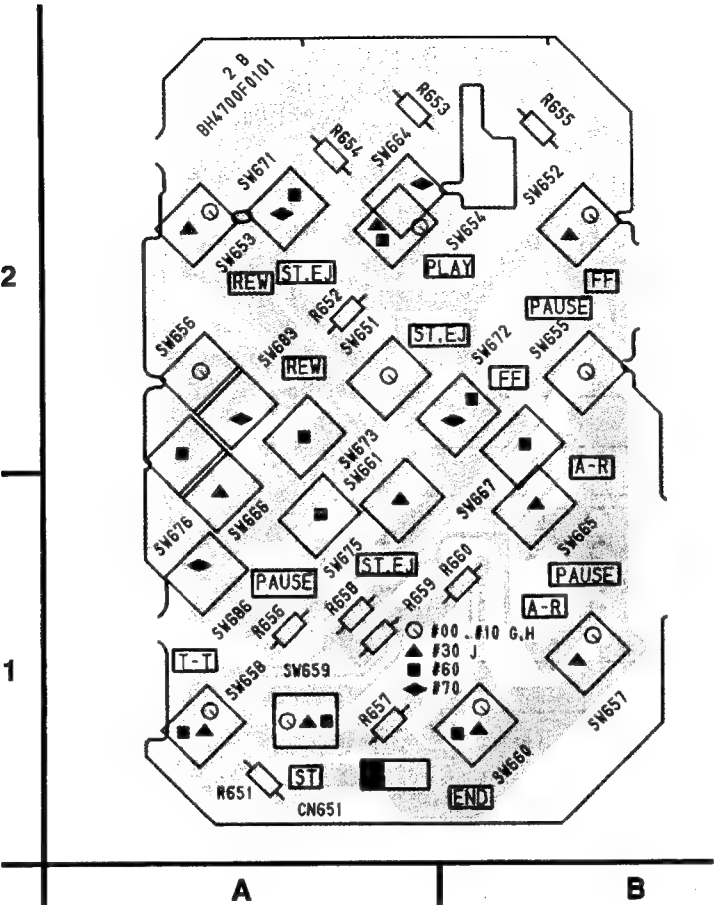 2 B
BH4700F0101
R653
R655
R654
SW664
SW671
SW652
SW653
SW654
REW
ST.EJ
PLAY
FF
2
PAUSE
R652
SW651
ST.EJ
SW672
SW655
SW656
SW689
REW
FF
SW673
SW661
A-R
SW667
SW676
SW666
SW675
ST.EJ
R660
SW665
PAUSE
PAUSE
SW686
R656
R658
R659
A-R
#00..#10 G,H
#30 J
#60
#70
T-T
SW658
SW659
1
R657
SW657
SW660
R651
ST
CN651
END
A
B